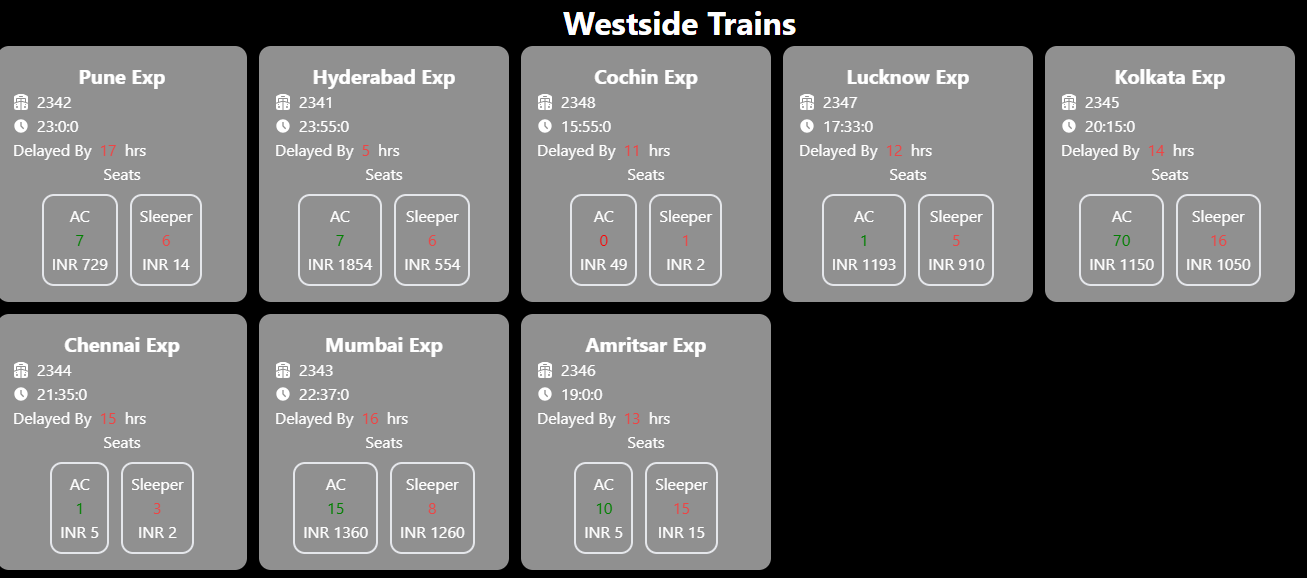 Westside Trains
Pune Exp
2342
23:0:0
Delayed By 17 hrs
Seats
AC
7
INR 729
Sleeper
6
INR 14
Hyderabad Exp
2341
23:55:0
Delayed By 5 hrs
Seats
AC
7
INR 1854
Sleeper
6
INR 554
Cochin Exp
2348
15:55:0
Delayed By 11 hrs
Seats
AC
0
INR 49
Sleeper
1
INR 2
Lucknow Exp
2347
17:33:0
Delayed By 12 hrs
Seats
AC
1
INR 1193
Sleeper
5
INR 910
Kolkata Exp
2345
20:15:0
Delayed By 14 hrs
Seats
AC
70
INR 1150
Sleeper
16
INR 1050
Chennai Exp
2344
21:35:0
Delayed By 15 hrs
Seats
AC
1
INR 5
Sleeper
3
INR 2
Mumbai Exp
2343
22:37:0
Delayed By 16 hrs
Seats
AC
15
INR 1360
Sleeper
8
INR 1260
Amritsar Exp
2346
19:0:0
Delayed By 13 hrs
Seats
AC
10
INR 5
Sleeper
15
INR 15